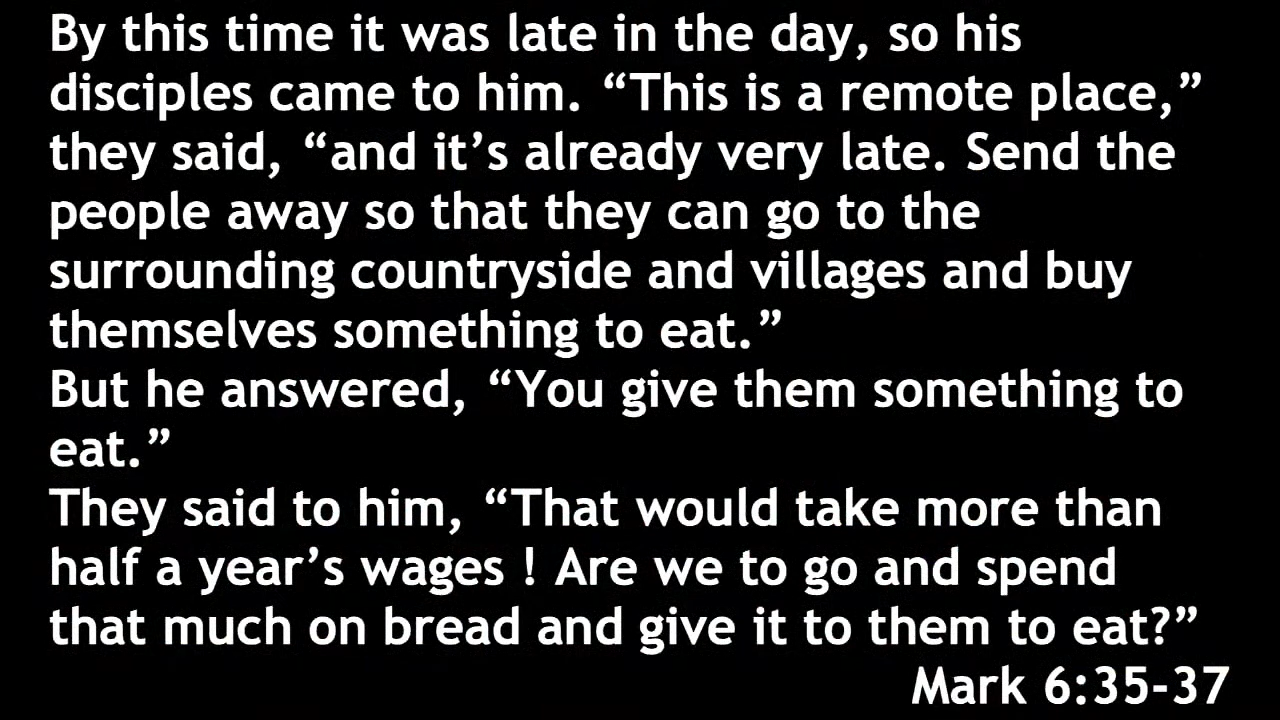 By this time it was late in the day, so his
disciples came to him. “This is a remote place,”
they said, “and it’s already very late. Send the
people away so that they can go to the
surrounding countryside and villages and buy
themselves something to eat.”
But he answered, “You give them something to
eat.”
They said to him, “That would take more than
half a year’s wages ! Are we to go and spend
that much on bread and give it to them to eat?”
Mark 6:35-37